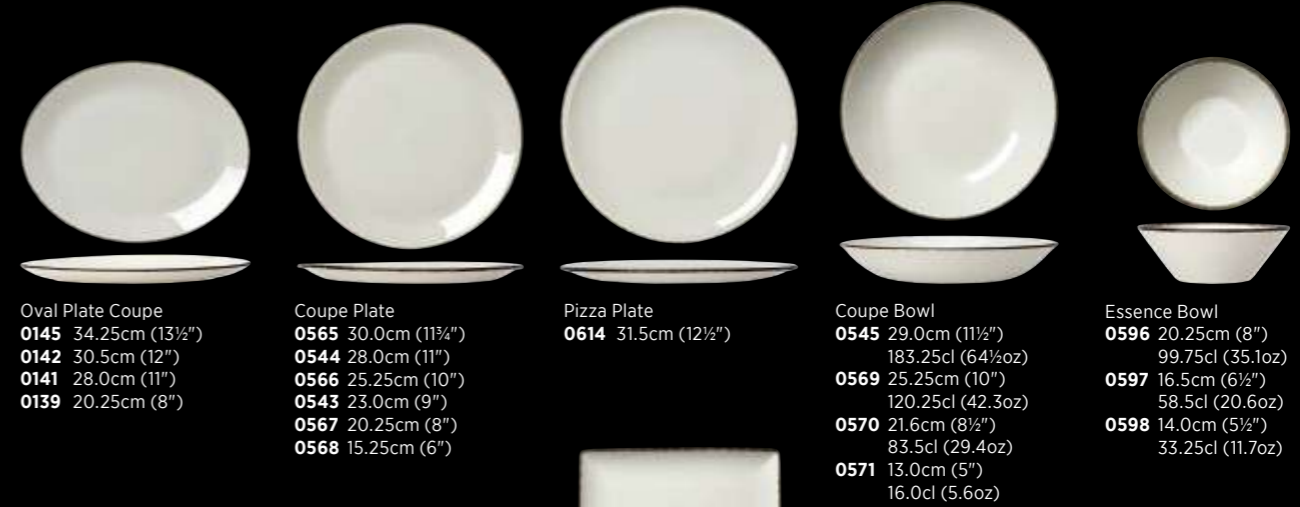 Oval Plate Coupe
0145 34.25cm (13½")
0142 30.5cm (12")
0141 28.0cm (11")
0139 20.25cm (8")
Coupe Plate
0565 30.0cm (11¾")
0544 28.0cm (11")
0566 25.25cm (10")
0543 23.0cm (9")
0567 20.25cm (8")
0568 15.25cm (6")
Pizza Plate
0614 31.5cm (12½")
Coupe Bowl
0545 29.0cm (11½")
183.25cl (64½oz)
0569 25.25cm (10")
120.25cl (42.3oz)
0570 21.6cm (8½")
83.5cl (29.4oz)
0571 13.0cm (5")
16.0cl (5.6oz)
Essence Bowl
0596 20.25cm (8")
99.75cl (35.1oz)
0597 16.5cm (6½")
58.5cl (20.6oz)
0598 14.0cm (5½")
33.25cl (11.7oz)